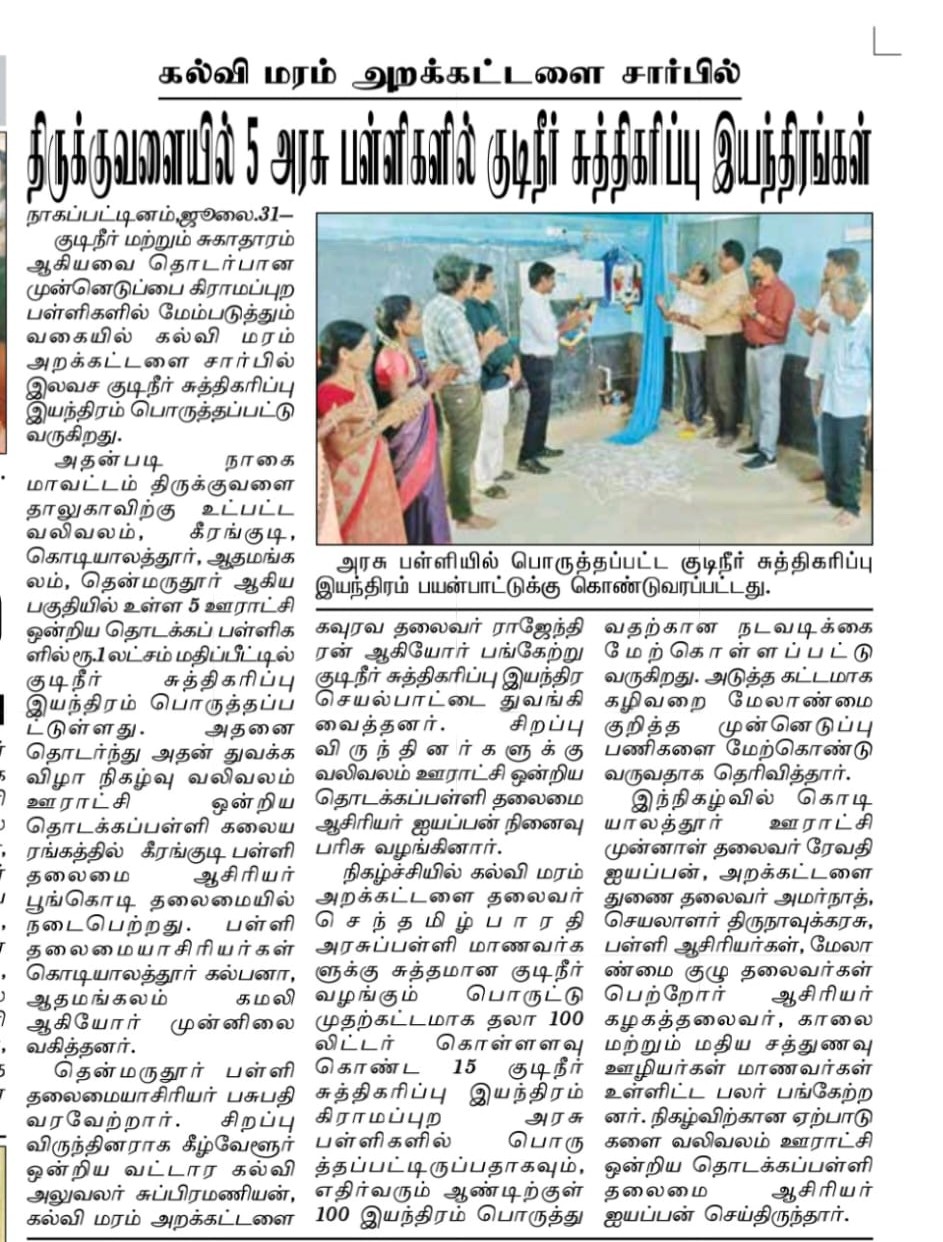 கல்வி மரம் அறக்கட்டளை சார்பில்
திருக்குவளையில் 5 அரசு பள்ளிகளில் குடிநீர் சுத்திகரிப்பு இயந்திரங்கள்
நாகப்பட்டினம்,ஜூலை.31–
குடிநீர் மற்றும் சுகாதாரம்
ஆகியவை தொடர்பான
முன்னெடுப்பை கிராமப்புற
பள்ளிகளில் மேம்படுத்தும்
வகையில் கல்வி மரம்
அறக்கட்டளை சார்பில்
இலவச குடிநீர் சுத்திகரிப்பு
இயந்திரம் பொருத்தப்பட்டு
வருகிறது.
அதன்படி நாகை
மாவட்டம் திருக்குவளை
தாலுகாவிற்கு உட்பட்ட
வலிவலம், கீரங்குடி,
கொடியாலத்தூர், ஆதமங்க
லம், தென்மருதூர் ஆகிய
பகுதியில் உள்ள 5 ஊராட்சி
ஒன்றிய தொடக்கப் பள்ளிக
ளில் ரூ.1 லட்சம் மதிப்பீட்டில்
குடிநீர் சுத்திகரிப்பு
இயந்திரம் பொருத்தப்ப
ட்டுள்ளது. அதனை
தொடர்ந்து அதன் துவக்க
விழா நிகழ்வு வலிவலம்
ஊராட்சி ஒன்றிய
தொடக்கப்பள்ளி கலைய
ரங்கத்தில் கீரங்குடி பள்ளி
தலைமை ஆசிரியர்
பூங்கொடி தலைமையில்
நடைபெற்றது. பள்ளி
தலைமையாசிரியர்கள்
கொடியாலத்தூர் கல்பனா,
ஆதமங்கலம் கமலி
ஆகியோர் முன்னிலை
வகித்தனர்.
தென்மருதூர் பள்ளி
தலைமையாசிரியர் பசுபதி
வரவேற்றார். சிறப்பு
விருந்தினராக கீழ்வேளூர்
ஒன்றிய வட்டார கல்வி
அலுவலர் சுப்பிரமணியன்,
கல்வி மரம் அறக்கட்டளை
அரசு பள்ளியில் பொருத்தப்பட்ட குடிநீர் சுத்திகரிப்பு
இயந்திரம் பயன்பாட்டுக்கு கொண்டுவரப்பட்டது.
கவுரவ தலைவர் ராஜேந்தி
ரன் ஆகியோர் பங்கேற்று
குடிநீர் சுத்திகரிப்பு இயந்திர
செயல்பாட்டை துவங்கி
வைத்தனர். சிறப்பு
விருந்தினர்களுக்கு
வலிவலம் ஊராட்சி ஒன்றிய
தொடக்கப்பள்ளி தலைமை
ஆசிரியர் ஐயப்பன் நினைவு
பரிசு வழங்கினார்.
நிகழ்ச்சியில் கல்வி மரம்
அறக்கட்டளை தலைவர்
செந்தமிழ்பாரதி
அரசுப்பள்ளி மாணவர்க
ளுக்கு சுத்தமான குடிநீர்
வழங்கும் பொருட்டு
முதற்கட்டமாக தலா 100
லிட்டர் கொள்ளளவு
கொண்ட 15 குடிநீர்
சுத்திகரிப்பு இயந்திரம்
கிராமப்புற அரசு
பள்ளிகளில் பொரு
த்தப்பட்டிருப்பதாகவும்,
எதிர்வரும் ஆண்டிற்குள்
100 இயந்திரம் பொருத்து
வதற்கான நடவடிக்கை
மேற்கொள்ளப்பட்டு
வருகிறது. அடுத்த கட்டமாக
கழிவறை மேலாண்மை
குறித்த முன்னெடுப்பு
பணிகளை மேற்கொண்டு
வருவதாக தெரிவித்தார்.
இந்நிகழ்வில் கொடி
யாலத்தூர் ஊராட்சி
முன்னாள் தலைவர் ரேவதி
ஐயப்பன், அறக்கட்டளை
துணை தலைவர் அமர்நாத்,
செயலாளர் திருநாவுக்கரசு,
பள்ளி ஆசிரியர்கள், மேலா
ண்மை குழு தலைவர்கள்
பெற்றோர் ஆசிரியர்
கழகத்தலைவர், காலை
மற்றும் மதிய சத்துணவு
ஊழியர்கள் மாணவர்கள்
உள்ளிட்ட பலர் பங்கேற்ற
னர். நிகழ்விற்கான ஏற்பாடு
களை வலிவலம் ஊராட்சி
ஒன்றிய தொடக்கப்பள்ளி
தலைமை ஆசிரியர்
ஐயப்பன் செய்திருந்தார்.